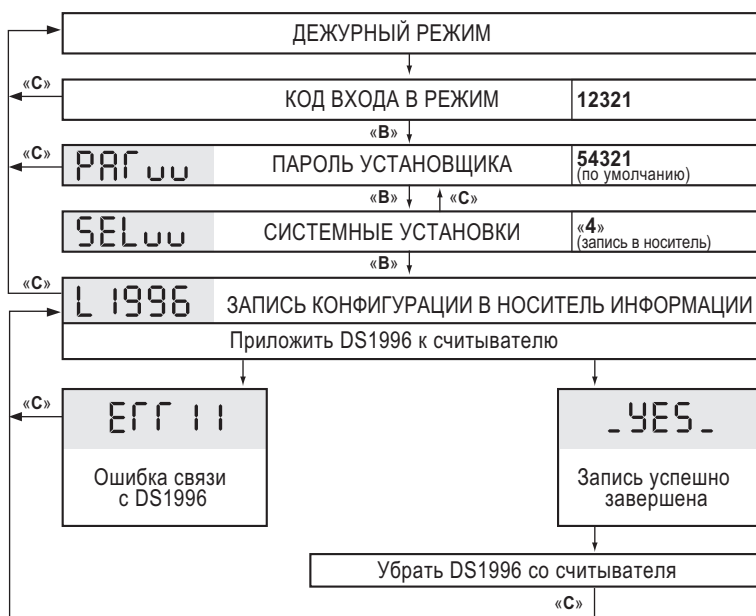 ДЕЖУРНЫЙ РЕЖИМ
«С»
КОД ВХОДА В РЕЖИМ 12321
«В»
«С»
PAГuu ПАРОЛЬ УСТАНОВЩИКА 54321
(по умолчанию)
«В» «С»
SELuu СИСТЕМНЫЕ УСТАНОВКИ «4»
(запись в носитель)
«В»
«С»
L 1996 ЗАПИСЬ КОНФИГУРАЦИИ В НОСИТЕЛЬ ИНФОРМАЦИИ
Приложить DS1996 к считывателю
«С»
EГГ 11
Ошибка связи
с DS1996
_YES_
Запись успешно
завершена
Убрать DS1996 со считывателя
«С»